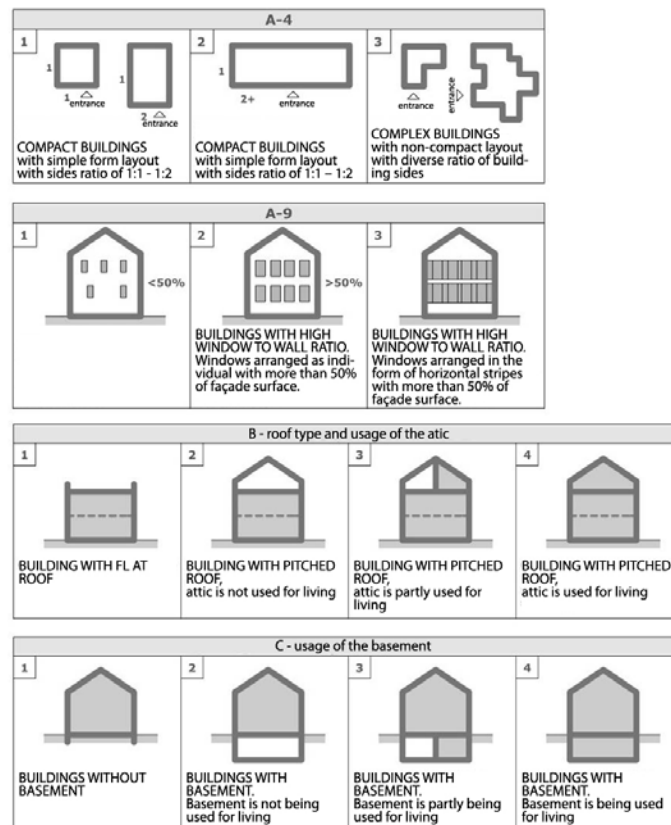 A-4
1
1
1
entrance
1
2
entrance
COMPACT BUILDINGS
with simple form layout
with sides ratio of 1:1 - 1:2
2
1
2+
entrance
COMPACT BUILDINGS
with simple form layout
with sides ratio of 1:1 – 1:2
3
entrance
entrance
COMPLEX BUILDINGS
with non-compact layout
with diverse ratio of build-
ing sides
A-9
1
<50%
2
>50%
BUILDINGS WITH HIGH
WINDOW TO WALL RATIO.
Windows arranged as indi-
vidual with more than 50%
of façade surface.
3
BUILDINGS WITH HIGH
WINDOW TO WALL RATIO.
Windows arranged in the
form of horizontal stripes
with more than 50% of
façade surface.
B - roof type and usage of the atic
1
BUILDING WITH FL AT
ROOF
2
BUILDING WITH PITCHED
ROOF,
attic is not used for living
3
BUILDING WITH PITCHED
ROOF,
attic is partly used for
living
4
BUILDING WITH PITCHED
ROOF,
attic is used for living
C - usage of the basement
1
BUILDINGS WITHOUT
BASEMENT
2
BUILDINGS WITH
BASEMENT.
Basement is not being
used for living
3
BUILDINGS WITH
BASEMENT.
Basement is partly being
used for living
4
BUILDINGS WITH
BASEMENT.
Basement is being used
for living